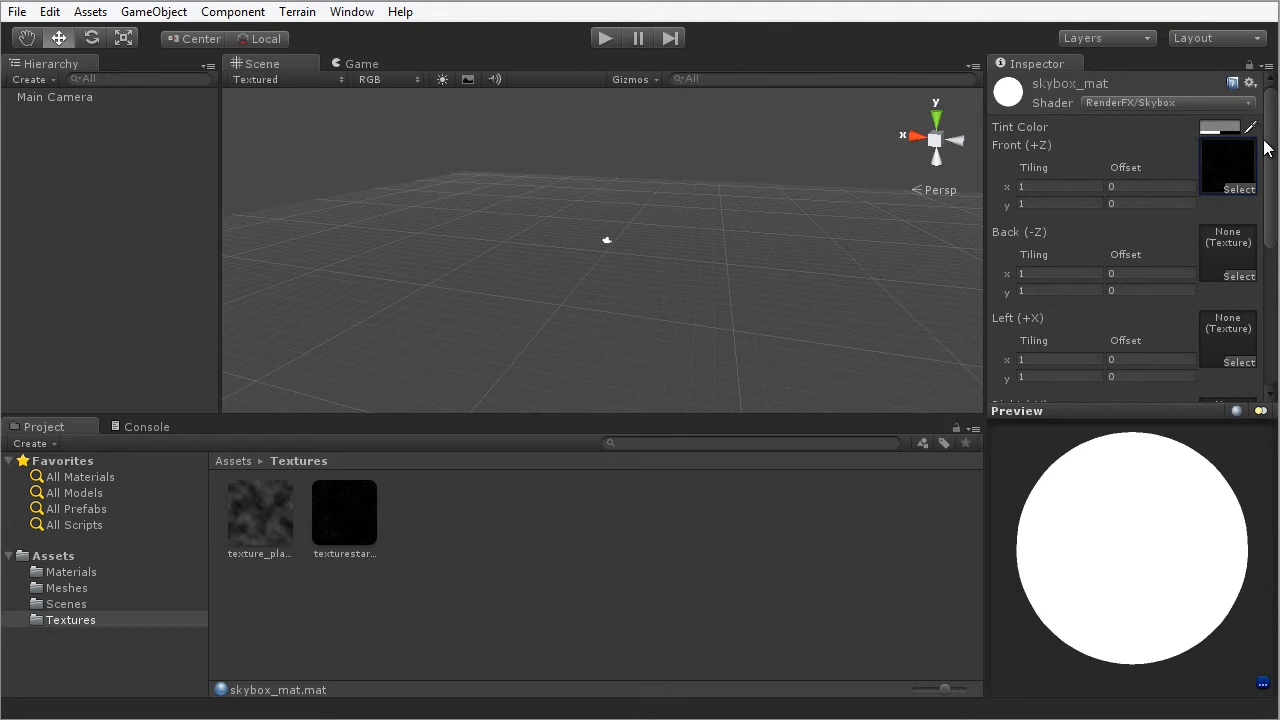 File Edit Assets GameObject Component Terrain Window Help
Center Local Layers Layout
Hierarchy
Create All
Main Camera
Scene Game
Textured RGB Gizmos All
y
x
Persp
Inspector
skybox_mat
Shader RenderFX/Skybox
Tint Color
Front (+Z)
Tiling Offset
x 1 0
y 1 0
Select
Back (-Z)
None
(Texture)
Tiling Offset
x 1 0
y 1 0
Select
Left (+X)
None
(Texture)
Tiling Offset
x 1 0
y 1 0
Select
Preview
Project Console
Create
Favorites
All Materials
All Models
All Prefabs
All Scripts
Assets
Materials
Meshes
Scenes
Textures
Assets ▸ Textures
texture_pla... texturestar...
skybox_mat.mat